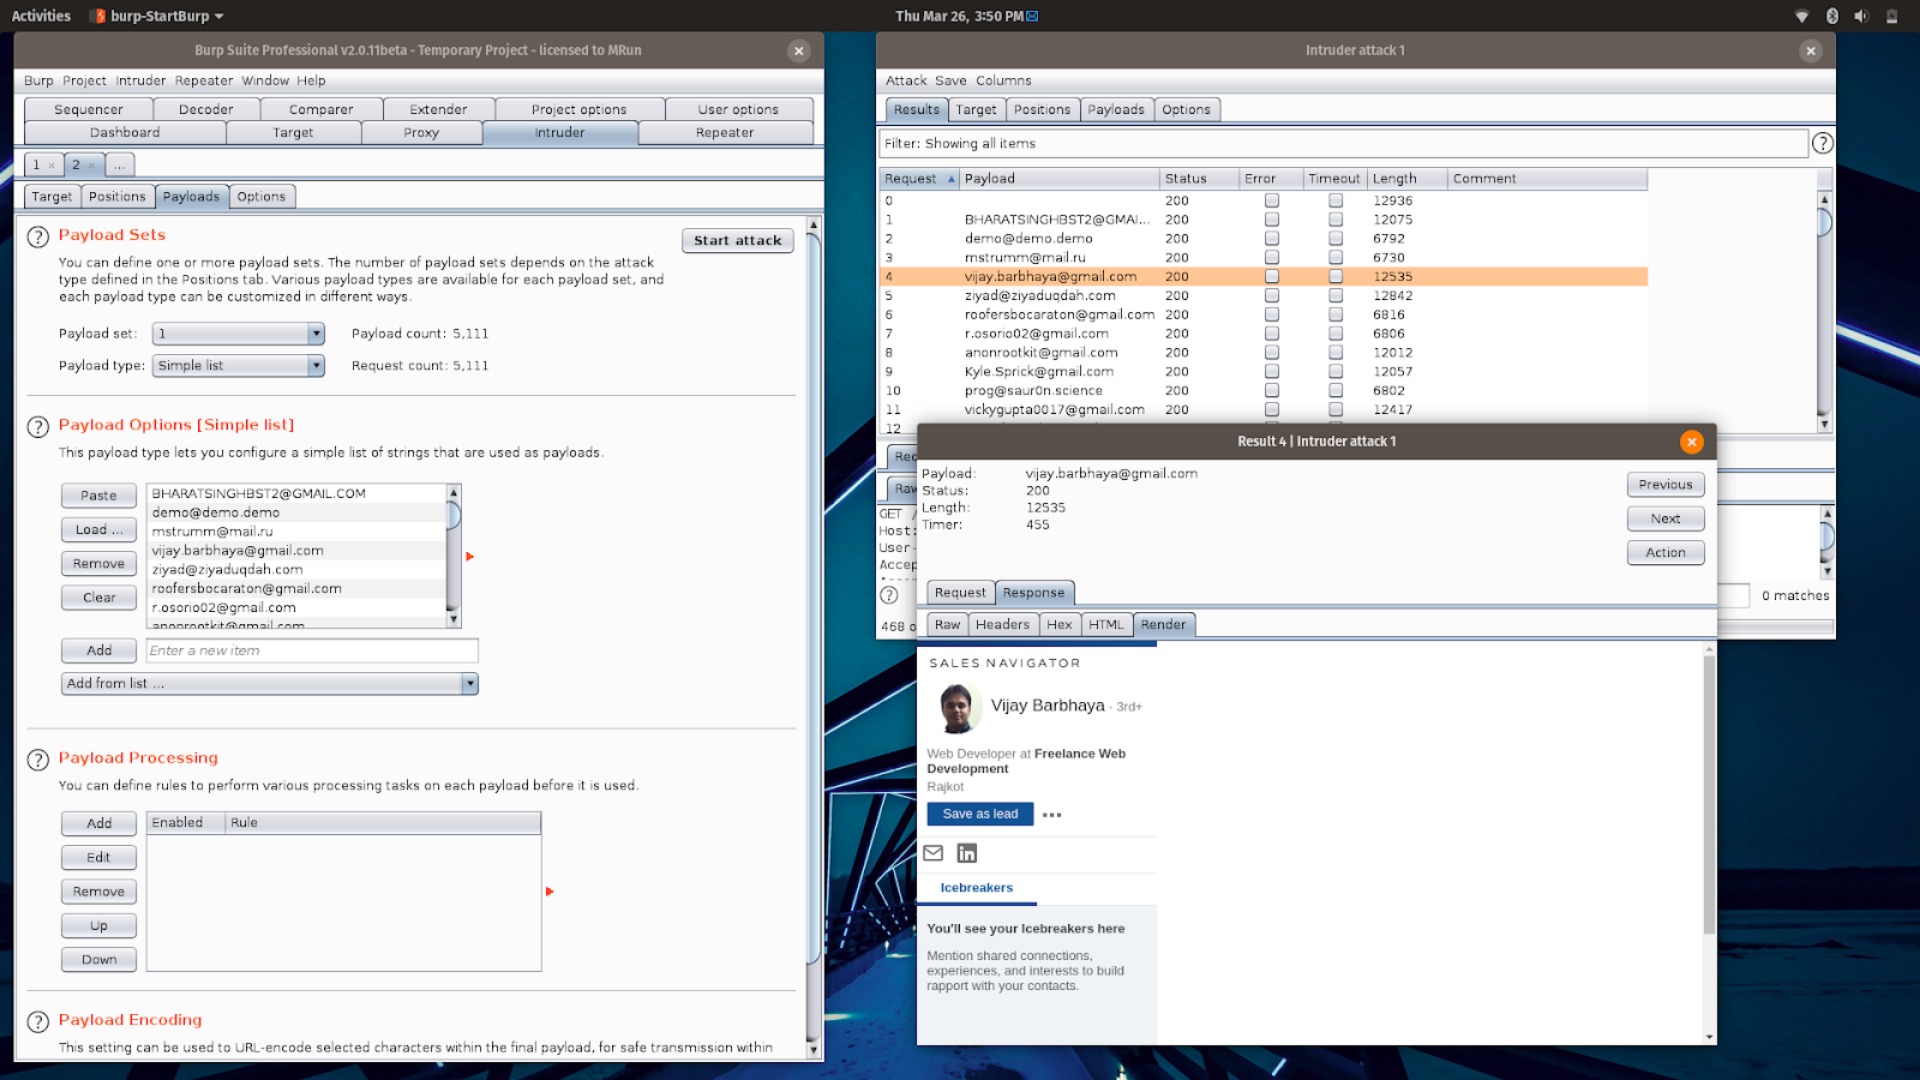 Activities
burp-StartBurp
Thu Mar 26, 3:50 PM
Burp Suite Professional v2.0.11beta - Temporary Project - licensed to MRun
Burp Project Intruder Repeater Window Help
Sequencer Decoder Comparer Extender Project options User options
Dashboard Target Proxy Intruder Repeater
1 × 2 × ...
Target Positions Payloads Options
? Payload Sets
Start attack
You can define one or more payload sets. The number of payload sets depends on the attack
type defined in the Positions tab. Various payload types are available for each payload set, and
each payload type can be customized in different ways.
Payload set: 1 Payload count: 5,111
Payload type: Simple list Request count: 5,111
? Payload Options [Simple list]
This payload type lets you configure a simple list of strings that are used as payloads.
Paste
Load ...
Remove
Clear
BHARATSINGHBST2@GMAIL.COM
demo@demo.demo
mstrumm@mail.ru
vijay.barbhaya@gmail.com
ziyad@ziyaduqdah.com
roofersbocaraton@gmail.com
r.osorio02@gmail.com
anonrootkit@gmail.com
Add Enter a new item
Add from list ...
? Payload Processing
You can define rules to perform various processing tasks on each payload before it is used.
Add
Edit
Remove
Up
Down
Enabled Rule
? Payload Encoding
This setting can be used to URL-encode selected characters within the final payload, for safe transmission within
Intruder attack 1
Attack Save Columns
Results Target Positions Payloads Options
Filter: Showing all items
?
Request Payload Status Error Timeout Length Comment
0 200 12936
1 BHARATSINGHBST2@GMAI... 200 12075
2 demo@demo.demo 200 6792
3 mstrumm@mail.ru 200 6730
4 vijay.barbhaya@gmail.com 200 12535
5 ziyad@ziyaduqdah.com 200 12842
6 roofersbocaraton@gmail.com 200 6816
7 r.osorio02@gmail.com 200 6806
8 anonrootkit@gmail.com 200 12012
9 Kyle.Sprick@gmail.com 200 12057
10 prog@saur0n.science 200 6802
11 vickygupta0017@gmail.com 200 12417
12
Rec
Raw
GET /
Host:
User-
Accep
?
0 matches
468 o
Result 4 | Intruder attack 1
Payload: vijay.barbhaya@gmail.com
Status: 200
Length: 12535
Timer: 455
Previous
Next
Action
Request Response
Raw Headers Hex HTML Render
SALES NAVIGATOR
Vijay Barbhaya · 3rd+
Web Developer at Freelance Web
Development
Rajkot
Save as lead
in
Icebreakers
You'll see your Icebreakers here
Mention shared connections,
experiences, and interests to build
rapport with your contacts.